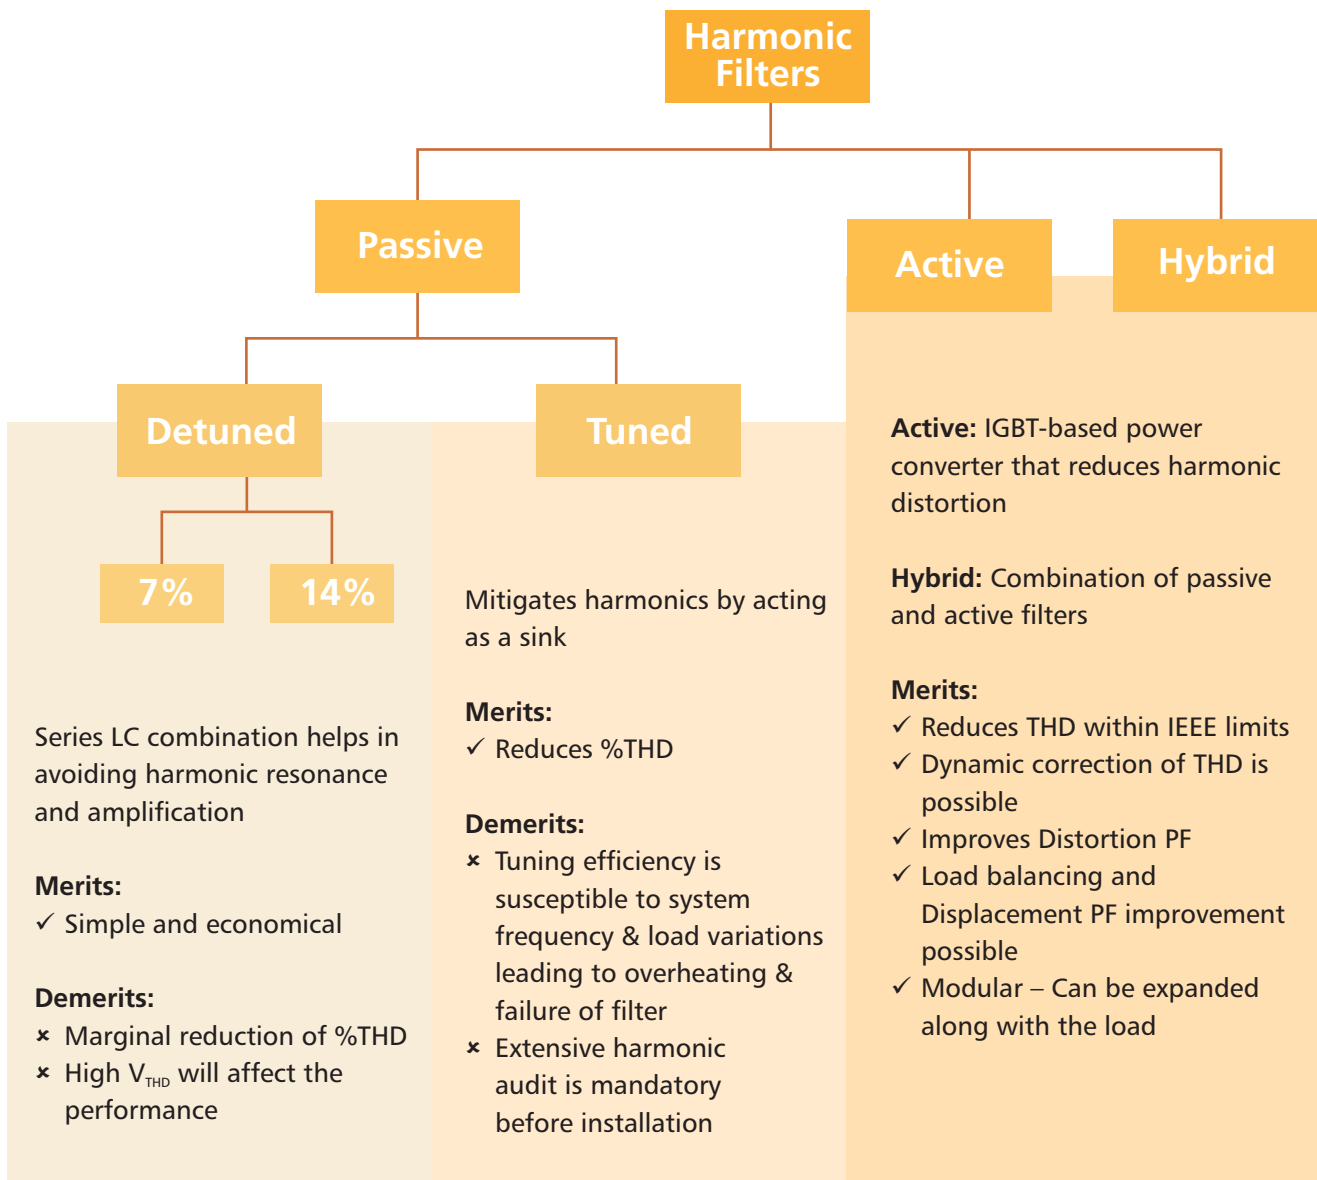 Harmonic
Filters
Passive
Active
Hybrid
Detuned
Tuned
7%
14%
Series LC combination helps in
avoiding harmonic resonance
and amplification
Merits:
✓ Simple and economical
Demerits:
× Marginal reduction of %THD
× High VTHD will affect the
performance
Mitigates harmonics by acting
as a sink
Merits:
✓ Reduces %THD
Demerits:
× Tuning efficiency is
susceptible to system
frequency & load variations
leading to overheating &
failure of filter
× Extensive harmonic
audit is mandatory
before installation
Active: IGBT-based power
converter that reduces harmonic
distortion
Hybrid: Combination of passive
and active filters
Merits:
✓ Reduces THD within IEEE limits
✓ Dynamic correction of THD is
possible
✓ Improves Distortion PF
✓ Load balancing and
Displacement PF improvement
possible
✓ Modular – Can be expanded
along with the load